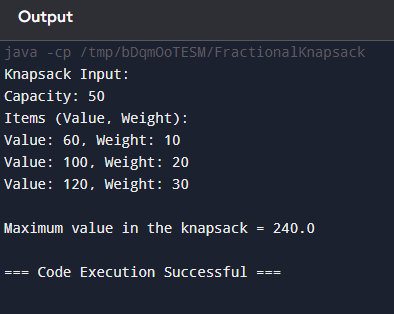 Output
java -cp /tmp/bDqmOoTESM/FractionalKnapsack
Knapsack Input:
Capacity: 50
Items (Value, Weight):
Value: 60, Weight: 10
Value: 100, Weight: 20
Value: 120, Weight: 30
Maximum value in the knapsack = 240.0
=== Code Execution Successful ===